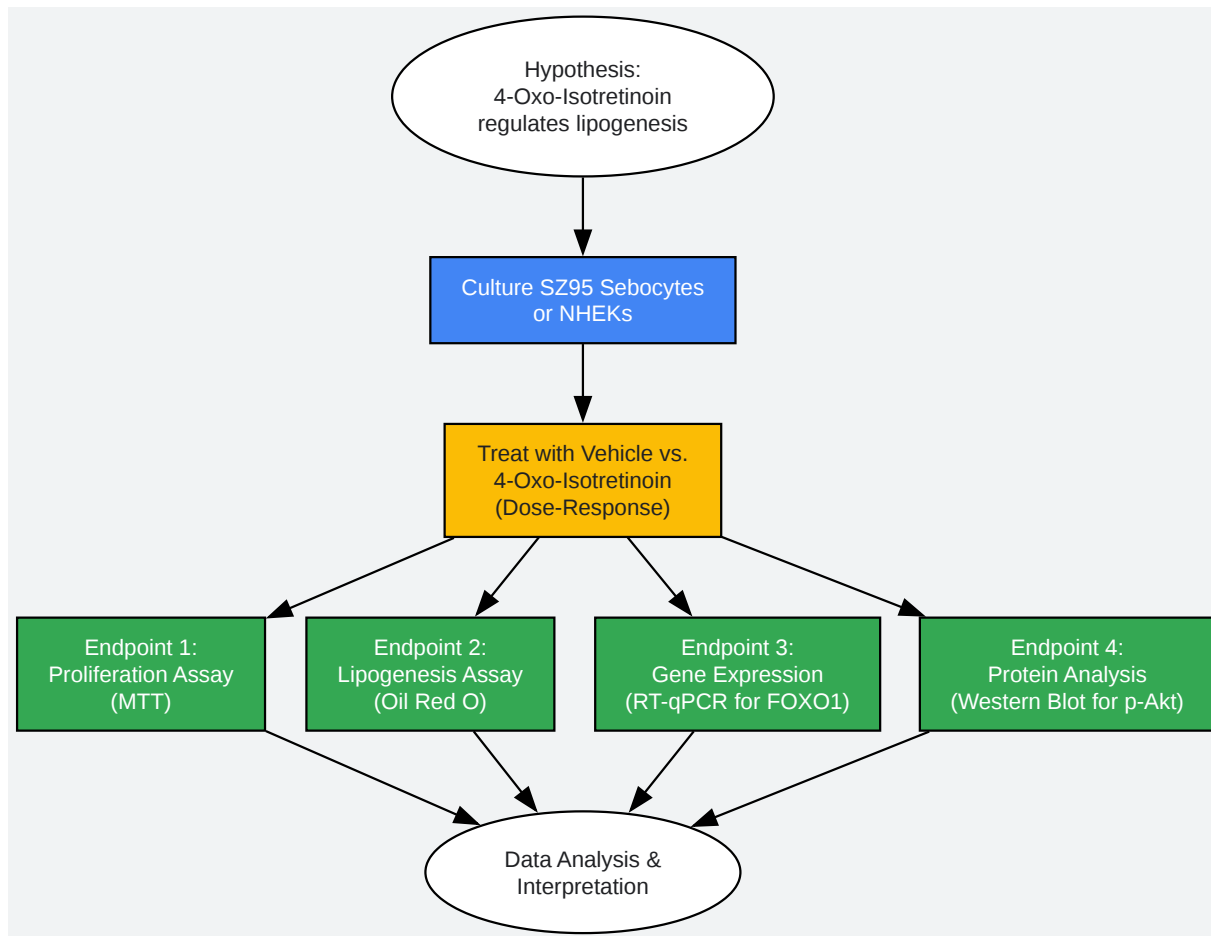 Hypothesis:
4-Oxo-Isotretinoin
regulates lipogenesis
Culture SZ95 Sebocytes
or NHEKs
Treat with Vehicle vs.
4-Oxo-Isotretinoin
(Dose-Response)
Endpoint 1:
Proliferation Assay
(MTT)
Endpoint 2:
Lipogenesis Assay
(Oil Red O)
Endpoint 3:
Gene Expression
(RT-qPCR for FOXO1)
Endpoint 4:
Protein Analysis
(Western Blot for p-Akt)
Data Analysis &
Interpretation